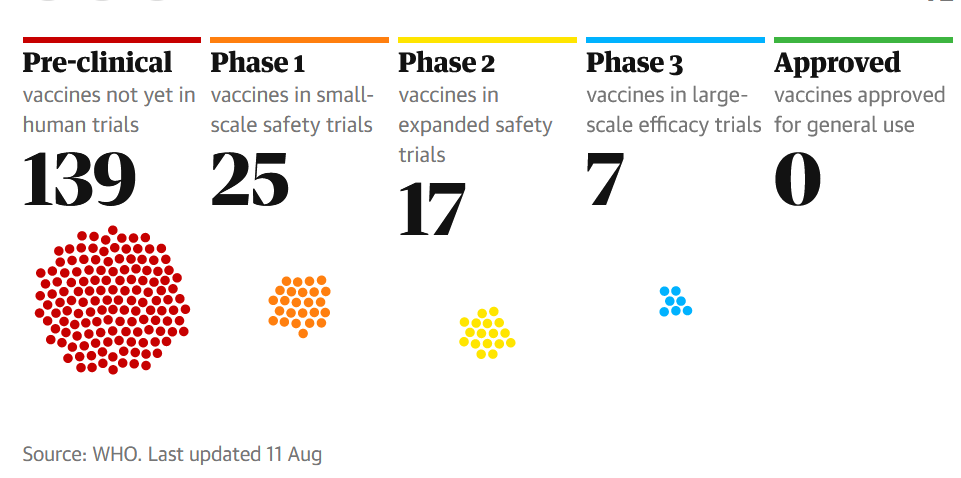 Pre-clinical
vaccines not yet in
human trials
139
Phase 1
vaccines in small-
scale safety trials
25
Phase 2
vaccines in
expanded safety
trials
17
Phase 3
vaccines in large-
scale efficacy trials
7
Approved
vaccines approved
for general use
0
Source: WHO. Last updated 11 Aug